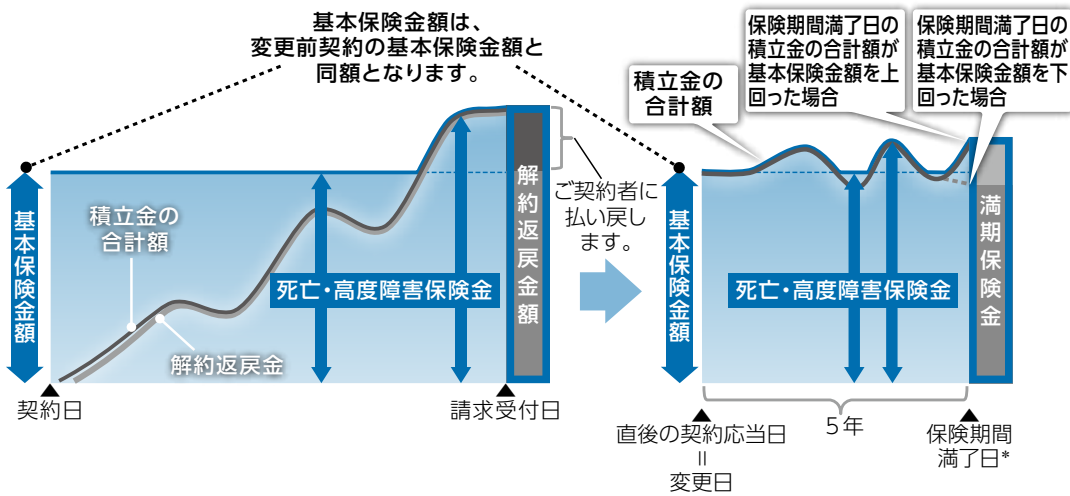 基本保険金額は、
変更前契約の基本保険金額と
同額となります。
基本保険金額
積立金の
合計額
解約返戻金
死亡・高度障害保険金
解約返戻金額
ご契約者に
払い戻し
ます。
契約日
請求受付日
積立金の
合計額
保険期間満了日の
積立金の合計額が
基本保険金額を上
回った場合
保険期間満了日の
積立金の合計額が
基本保険金額を下
回った場合
基本保険金額
死亡・高度障害保険金
満期保険金
直後の契約応当日
＝
変更日
5年
保険期間
満了日*